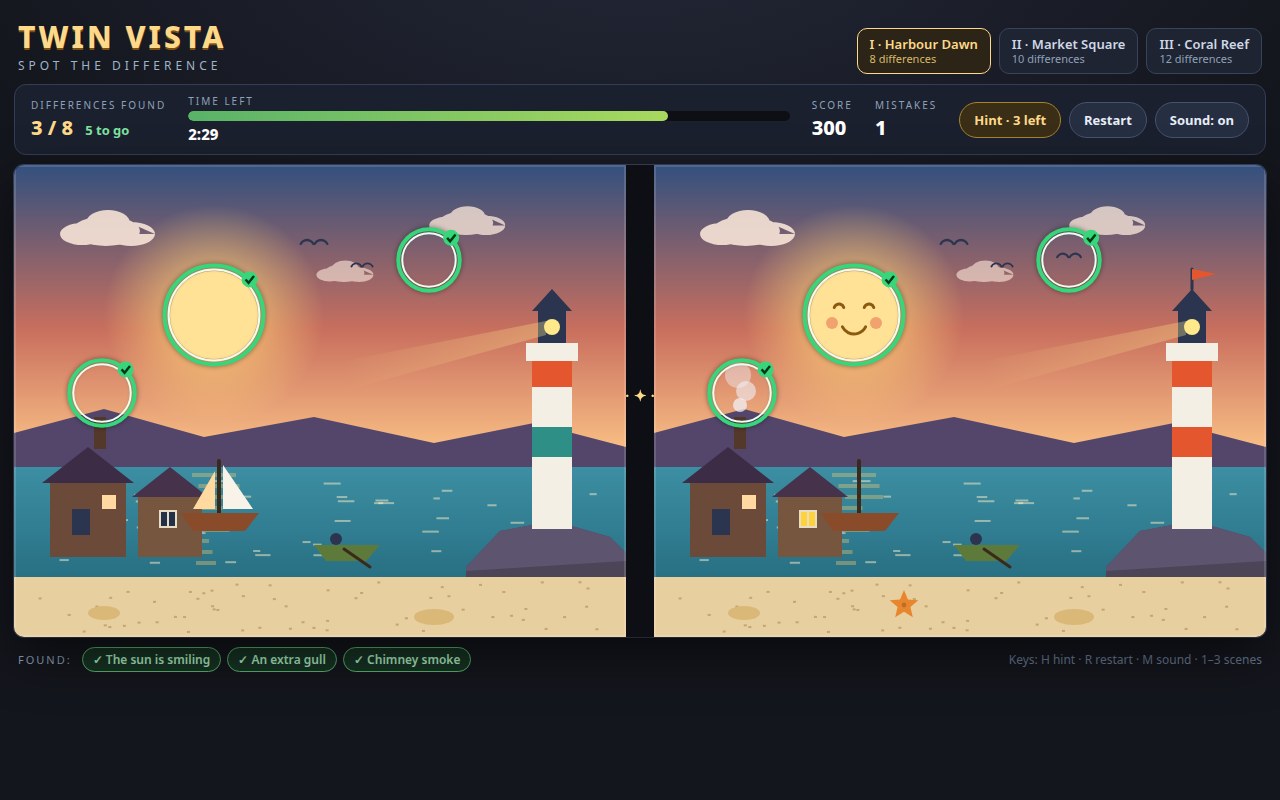 TWIN VISTA
SPOT THE DIFFERENCE
I · Harbour Dawn
8 differences
II · Market Square
10 differences
III · Coral Reef
12 differences
DIFFERENCES FOUND
3 / 8 5 to go
TIME LEFT
2:29
SCORE
300
MISTAKES
1
Hint · 3 left
Restart
Sound: on
FOUND:
✓ The sun is smiling
✓ An extra gull
✓ Chimney smoke
Keys: H hint · R restart · M sound · 1–3 scenes